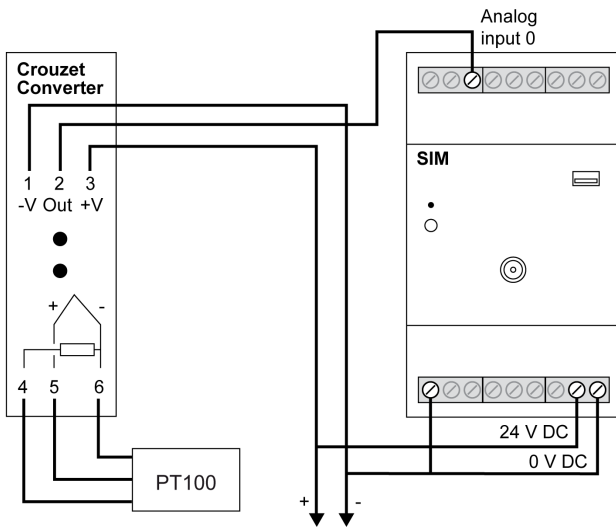 Analog
input 0
Crouzet
Converter
SIM
1 2 3
-V Out +V
+ -
4 5 6
PT100
24 V DC
0 V DC
+ -